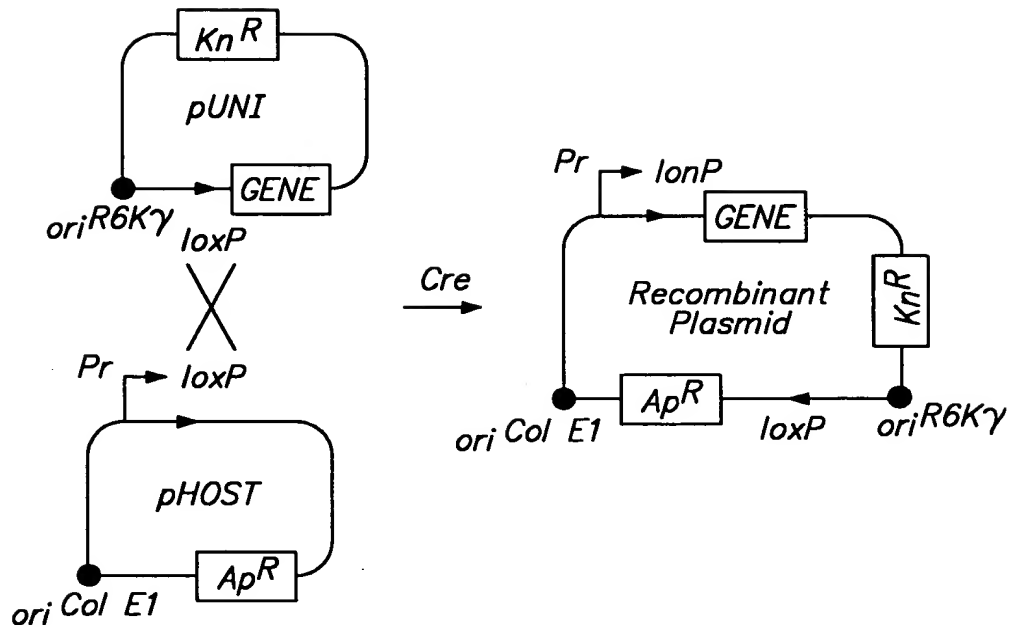 Kn R
pUNI
GENE
ori R6Kγ
loxP
Pr
loxP
pHOST
Ap R
ori Col E1
Cre
Pr
lonP
GENE
Kn R
Recombinant
Plasmid
Ap R
loxP
ori R6Kγ
ori Col E1